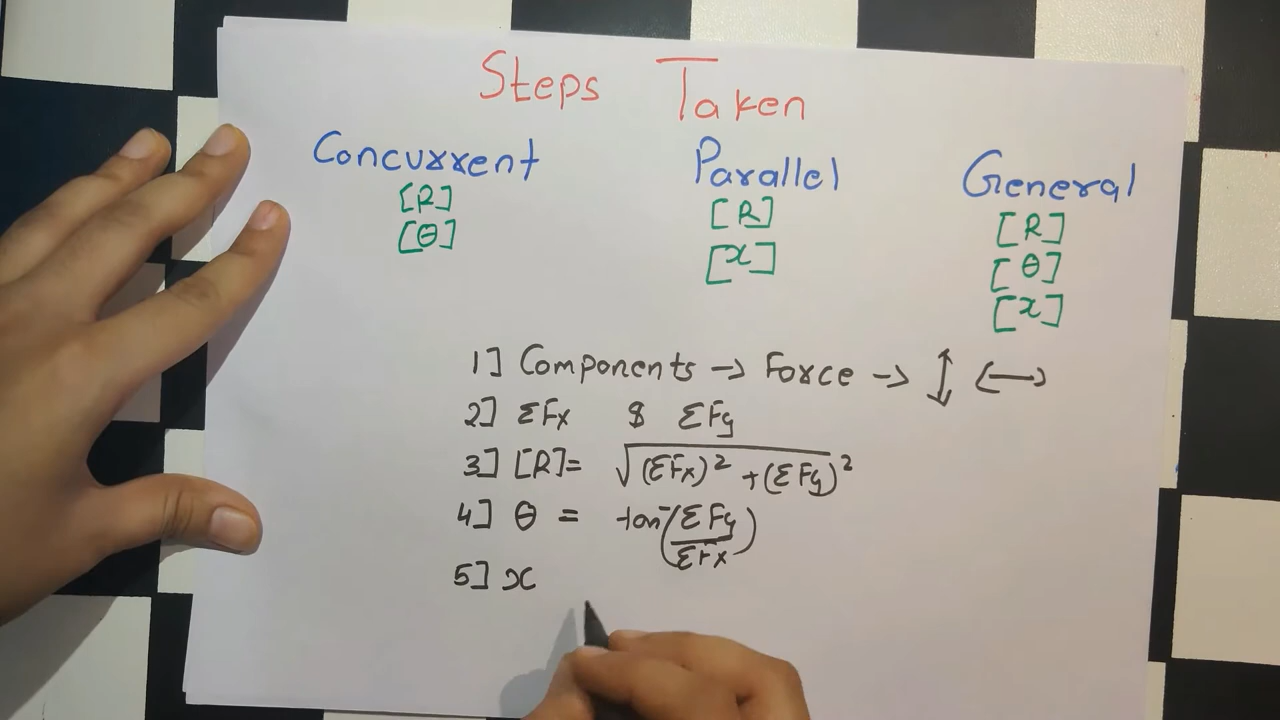 Steps Taken
Concurrent
[R]
[θ]
Parallel
[R]
[x]
General
[R]
[θ]
[x]
1] Components → Force → ↕ ↔
2] ΣFx & ΣFy
3] [R] = √(ΣFx)² + (ΣFy)²
4] θ = tan⁻(ΣFy/ΣFx)
5] x